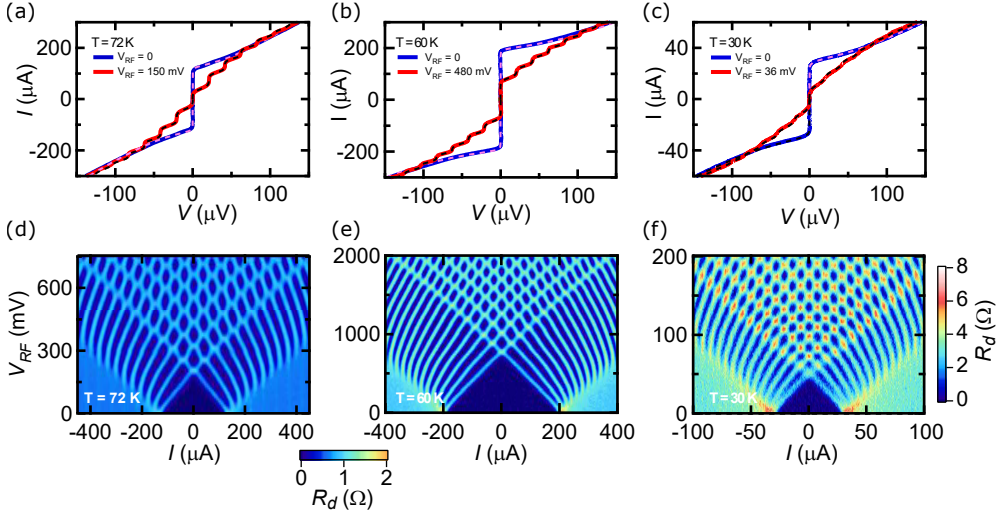 (a)
T = 72 K
V_RF = 0
V_RF = 150 mV
I (μA)
200
0
-200
-100
0
100
V (μV)
(b)
T = 60 K
V_RF = 0
V_RF = 480 mV
I (μA)
200
0
-200
-100
0
100
V (μV)
(c)
T = 30 K
V_RF = 0
V_RF = 36 mV
I (μA)
40
0
-40
-100
0
100
V (μV)
(d)
V_RF (mV)
600
300
0
T = 72 K
-400
-200
0
200
400
I (μA)
(e)
2000
1000
0
T = 60 K
-400
-200
0
200
400
I (μA)
(f)
200
100
0
T = 30 K
-100
-50
0
50
100
I (μA)
8
6
4
2
0
R_d (Ω)
0
1
2
R_d (Ω)